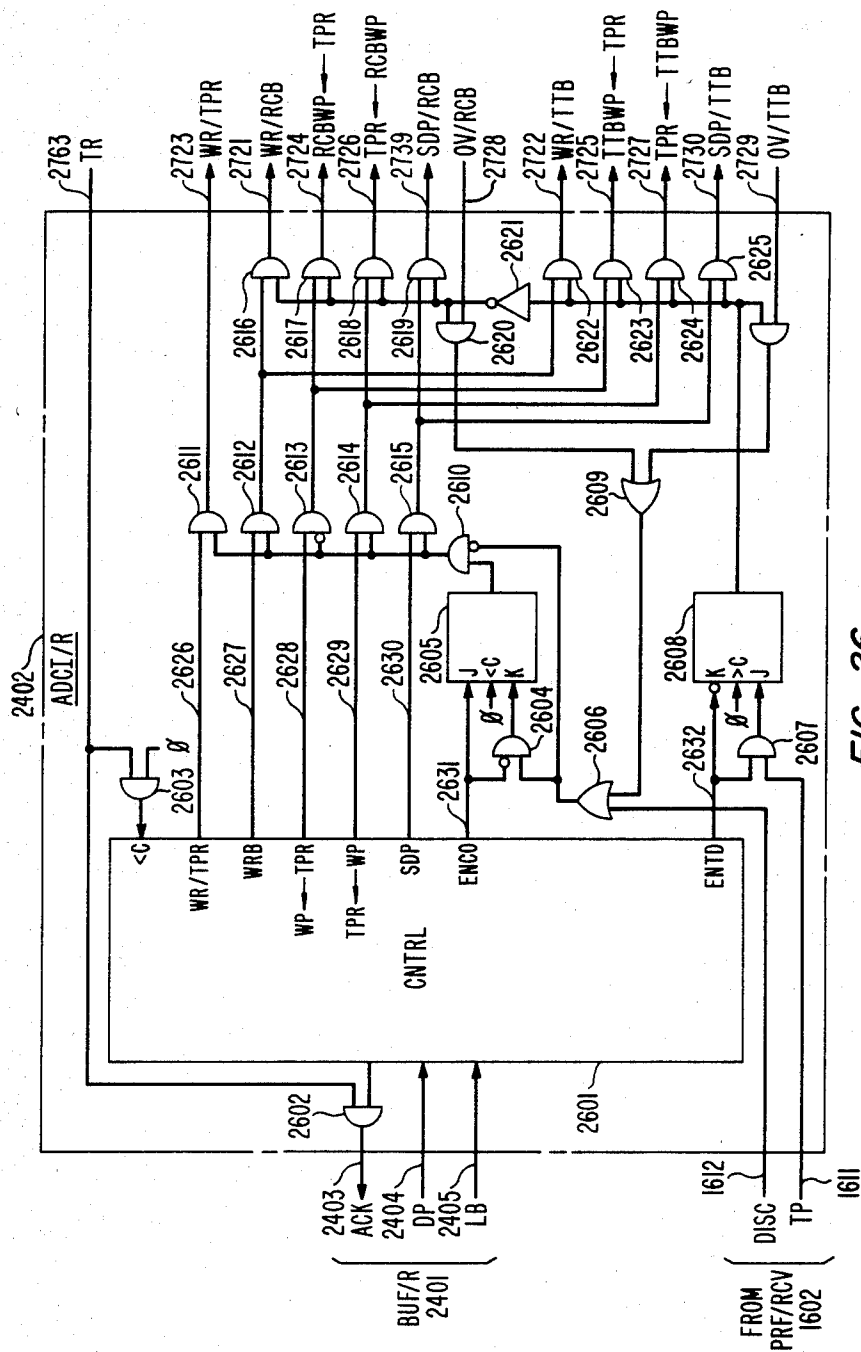 2402
ADCI/R
2763
TR
2723
WR/TPR
2721
WR/RCB
2724
RCBWP → TPR
2726
TPR ← RCBWP
2739
SDP/RCB
OV/RCB
2728
2722
WR/TTB
2725
TTBWP → TPR
2727
TPR ← TTBWP
2730
SDP/TTB
OV/TTB
2729
2616
2617
2618
2619
2620
2621
2622
2623
2624
2625
2611
2612
2613
2614
2615
2610
2609
2603
Ø
<C
2626
WR/TPR
2627
WRB
2628
WP → TPR
2629
TPR ← WP
2630
SDP
2631
ENCO
2605
J
<C
K
Ø
2604
2606
2608
K
>C
J
Ø
2607
2632
ENTD
CNTRL
2601
2602
2403
ACK
2404
DP
2405
LB
BUF/R
2401
1612
DISC
TP
1611
FROM
PRF/RCV
1602